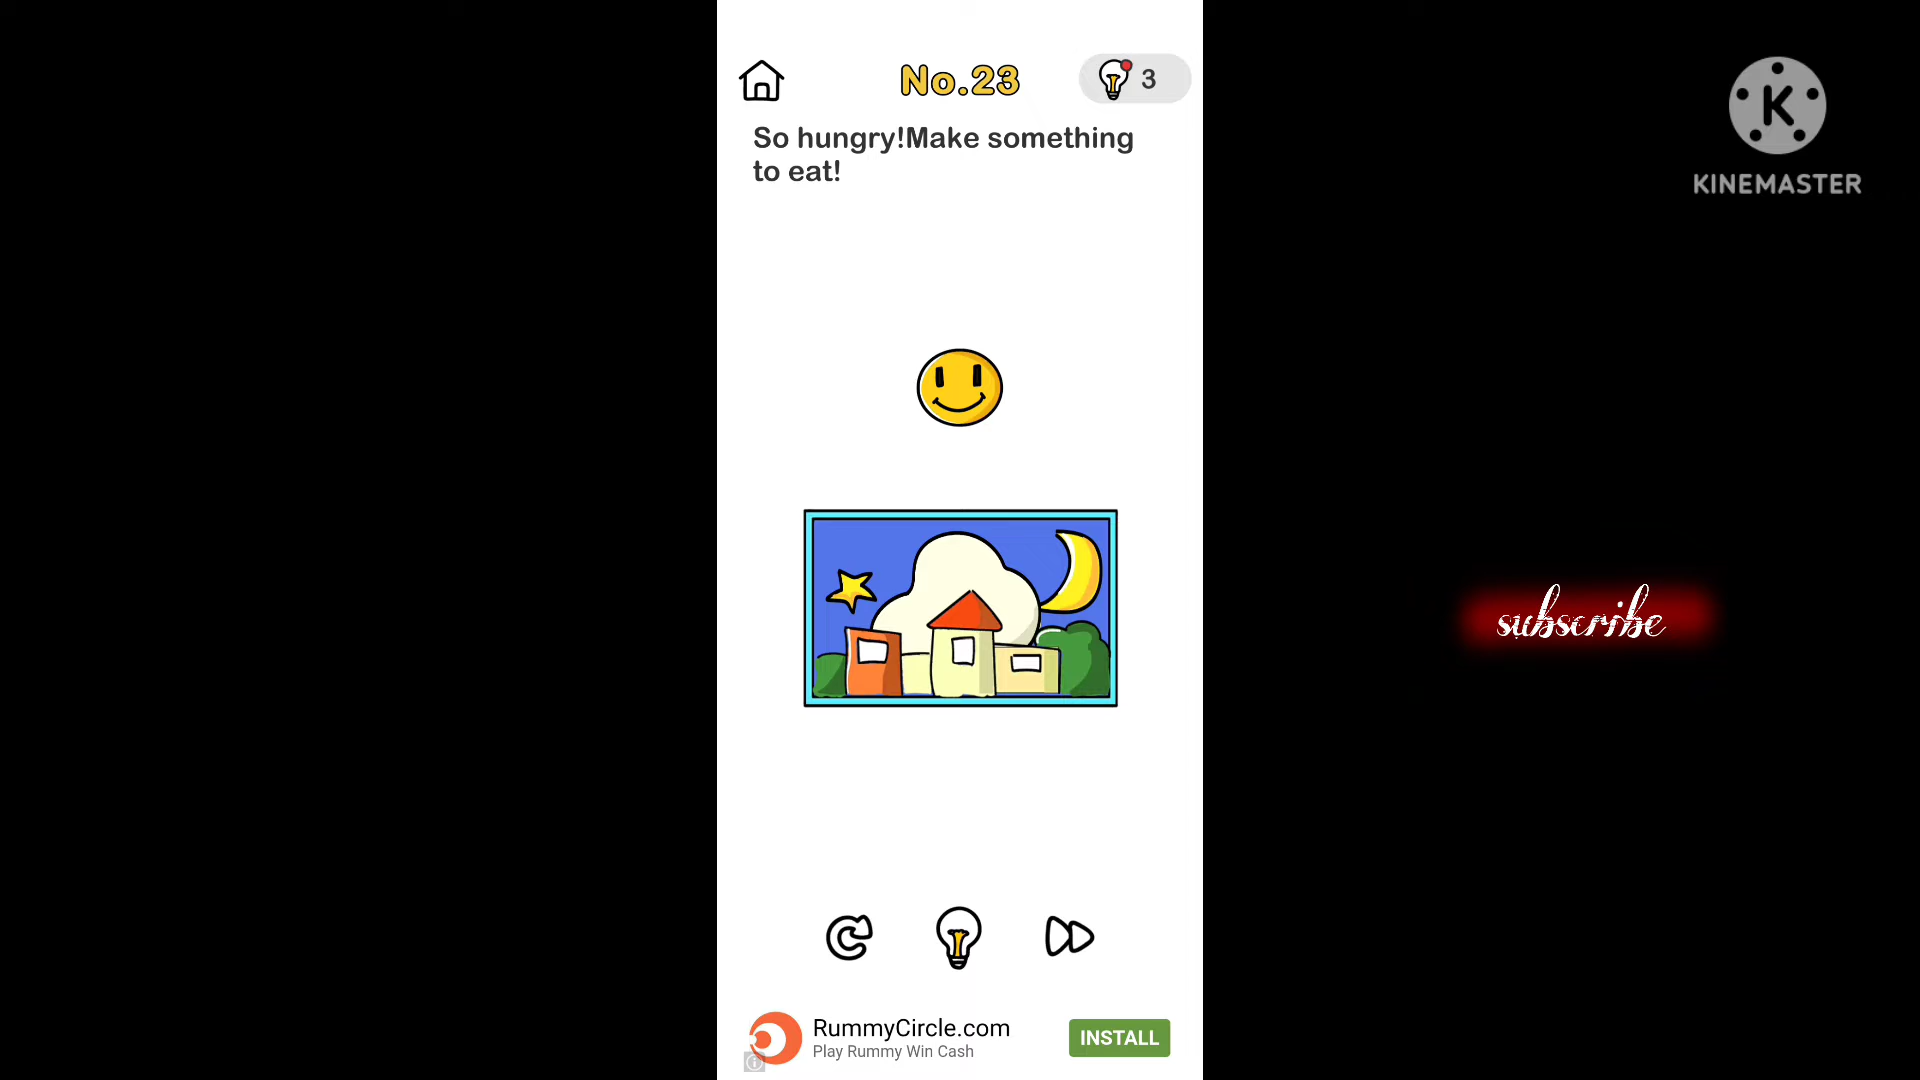 No.23
3
So hungry!Make something
to eat!
K
KINEMASTER
subscribe
RummyCircle.com
Play Rummy Win Cash
INSTALL